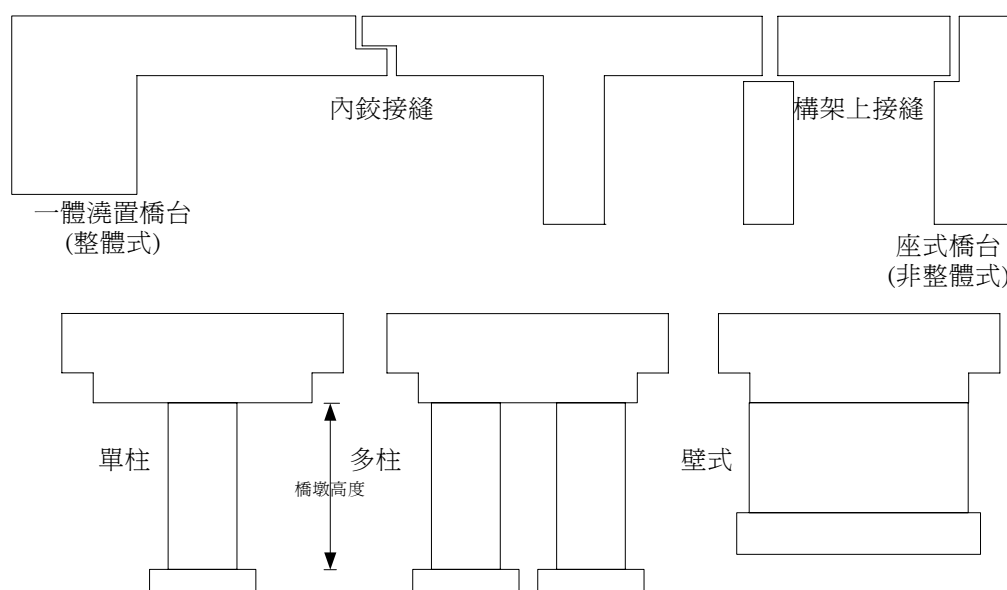 內鉸接縫
構架上接縫
一體澆置橋台
(整體式)
座式橋台
(非整體式)
單柱
橋墩高度
多柱
壁式